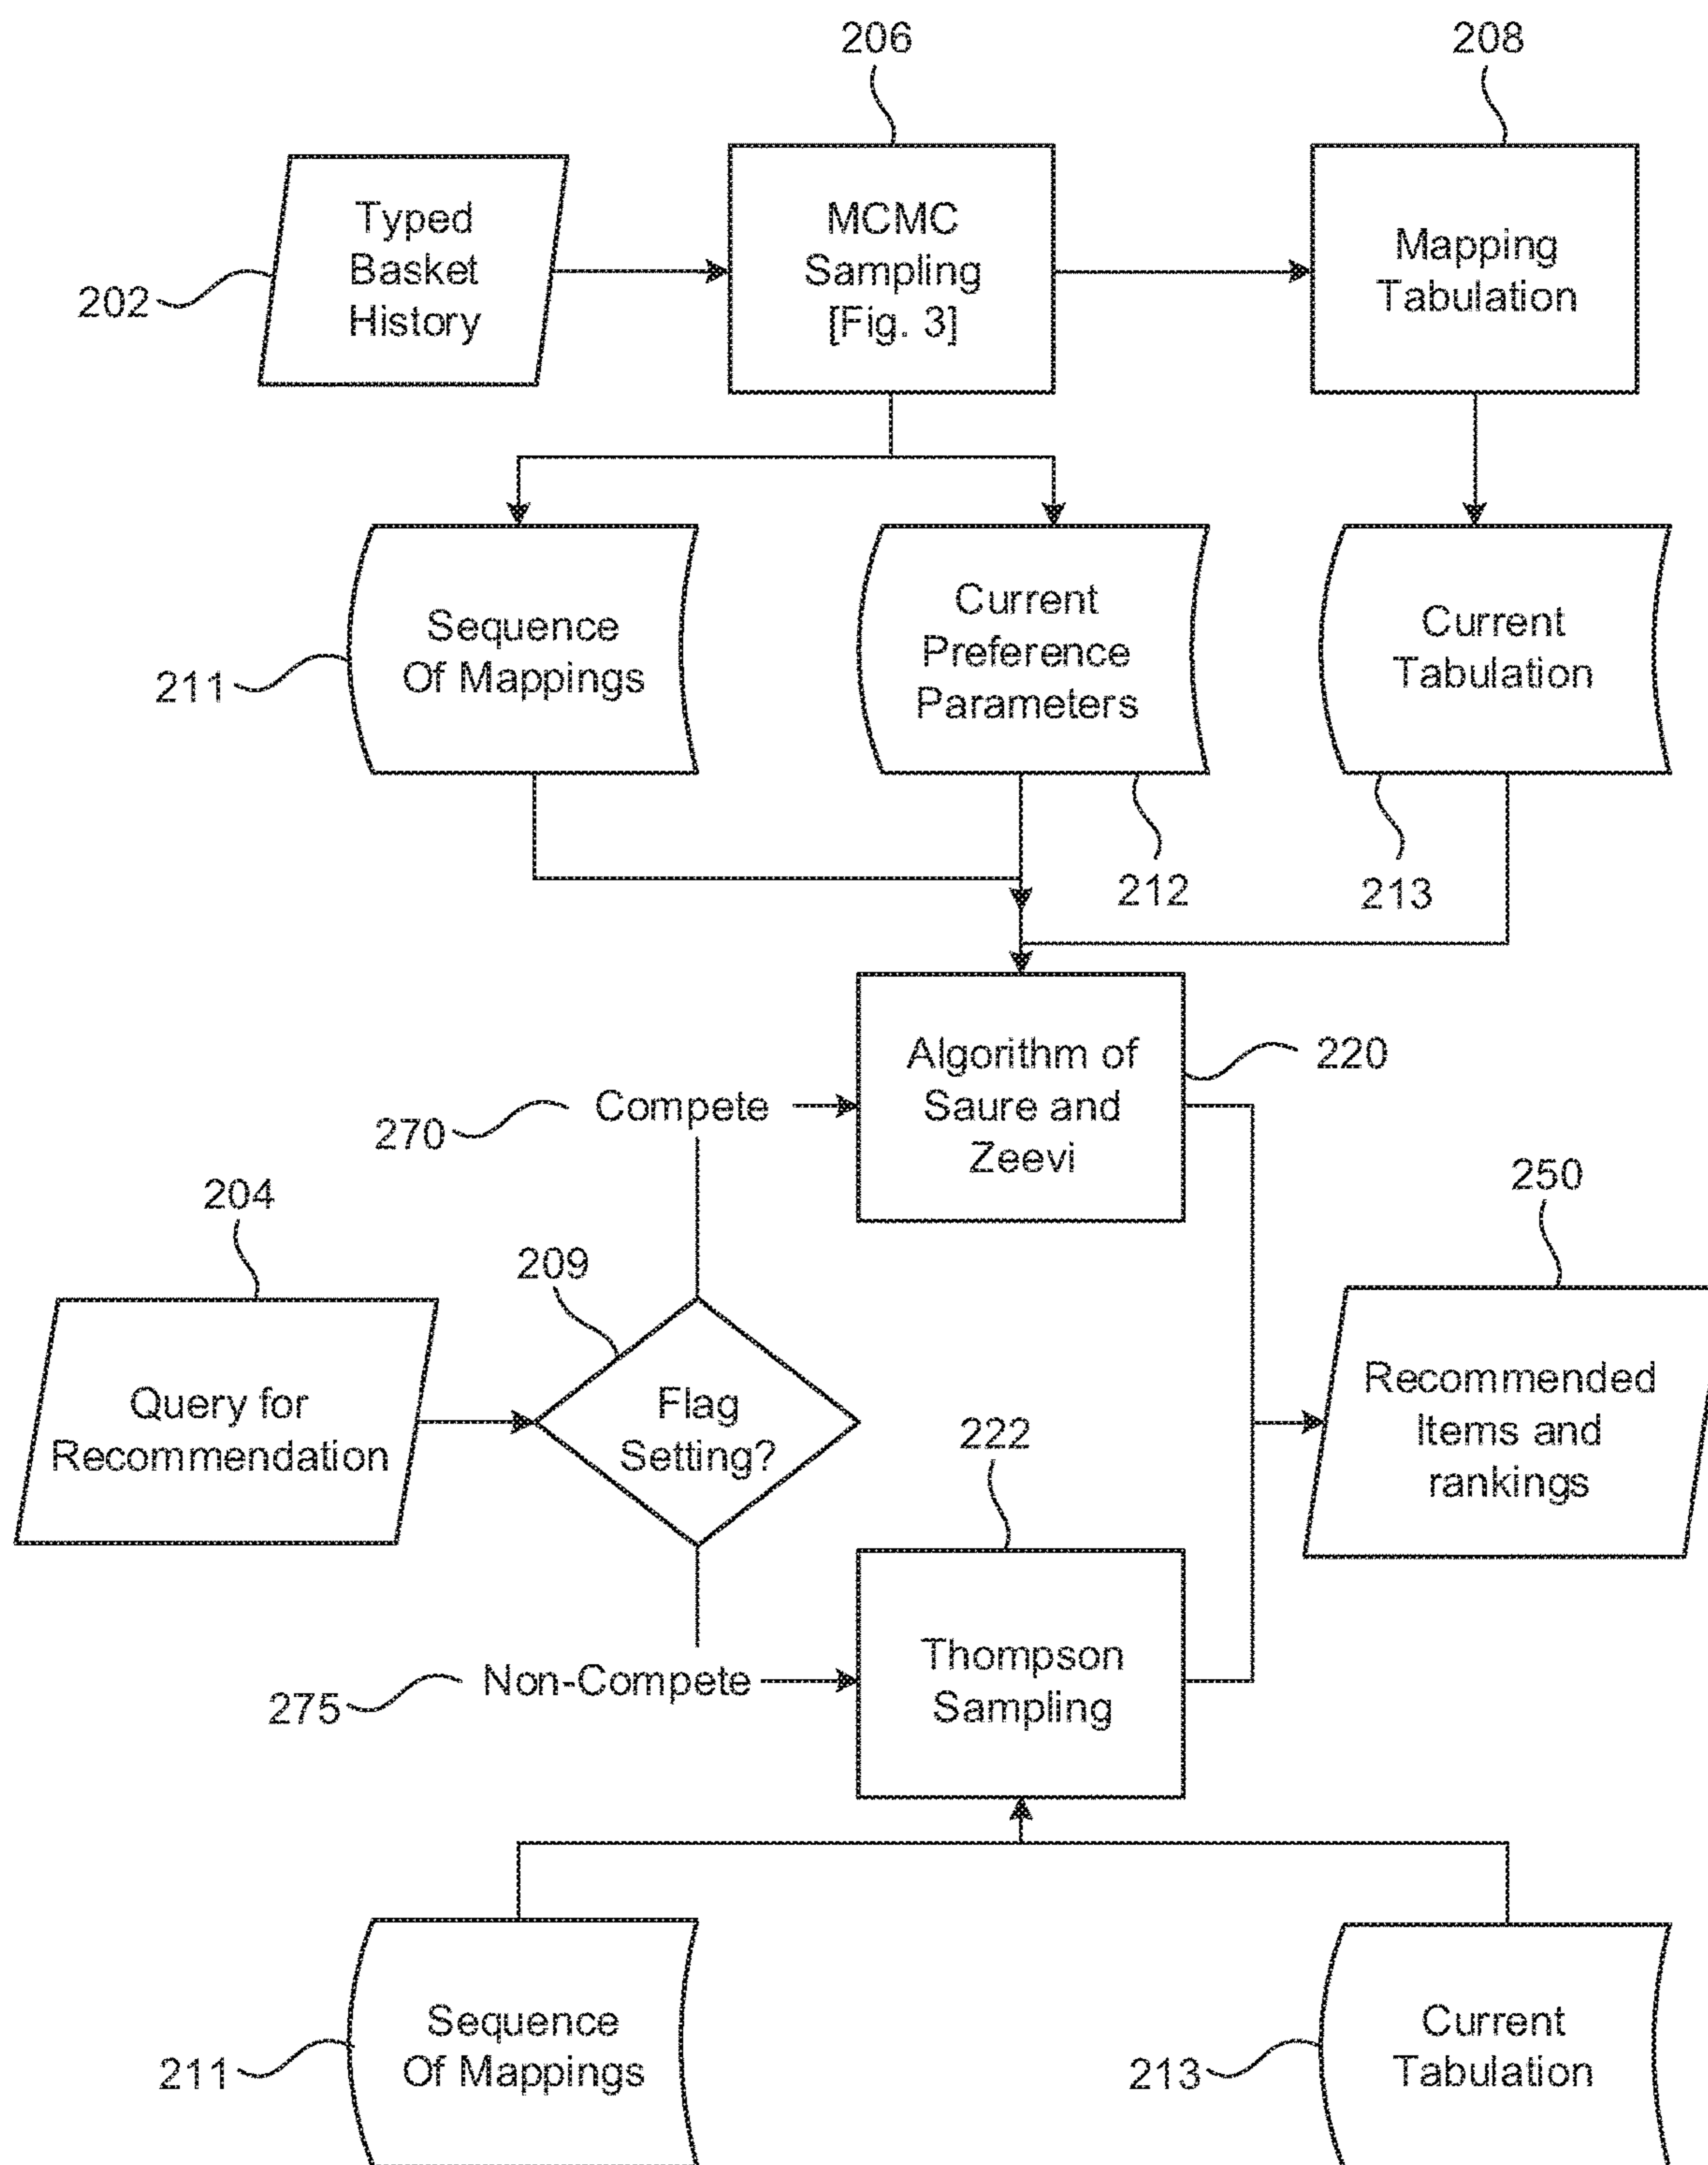 206
208
Typed
Basket
History
MCMC
Sampling
[Fig. 3]
Mapping
Tabulation
202
Sequence
Of Mappings
Current
Preference
Parameters
Current
Tabulation
211
212
213
Algorithm of
Saure and
Zeevi
220
Compete
270
204
209
250
Query for
Recommendation
Flag
Setting?
Recommended
Items and
rankings
222
Non-Compete
275
Thompson
Sampling
Sequence
Of Mappings
211
Current
Tabulation
213